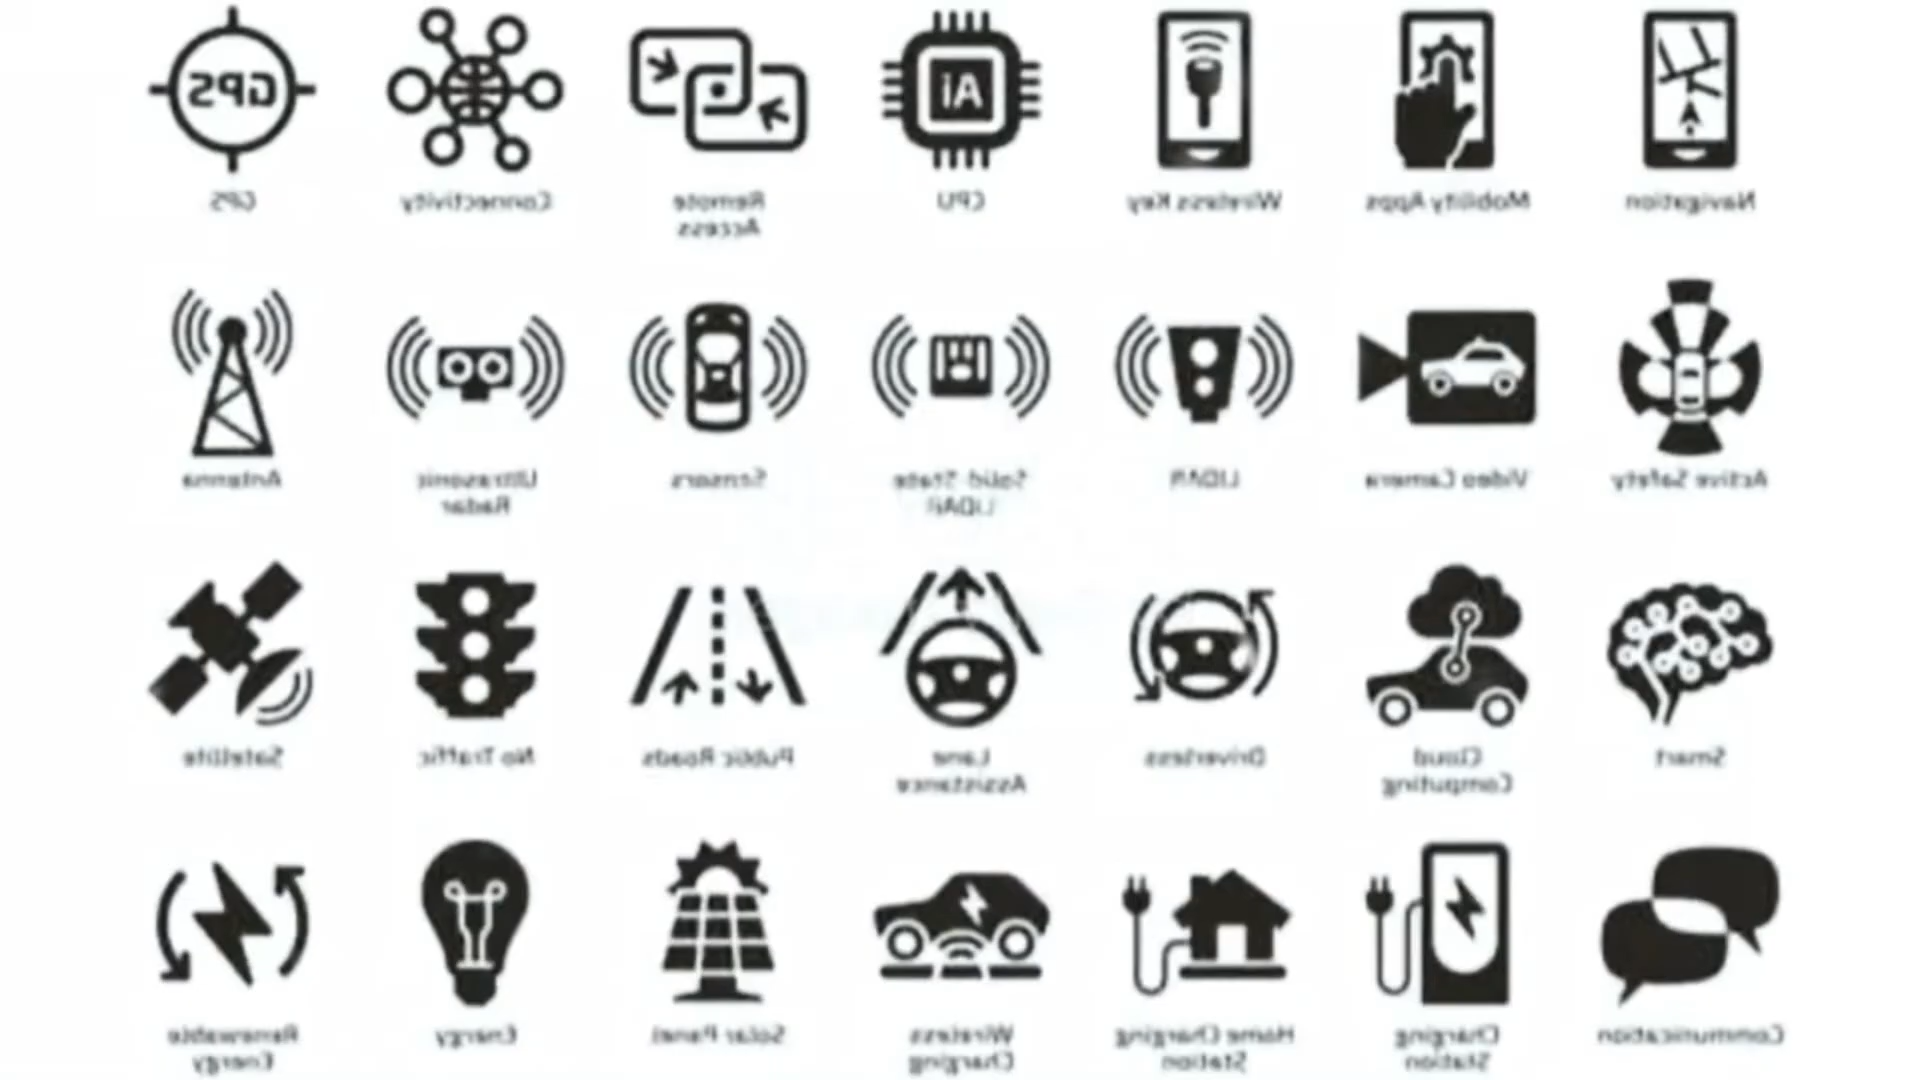 GPS
GPS
Connectivity
Remote
Access
Ai
CPU
Wireless Key
Mobility Apps
Navigation
Antenna
Ultrasonic
Radar
Sensors
Solid State
LiDAR
LIDAR
Video Camera
Active Safety
Satellite
No Traffic
Public Roads
Lane
Assistance
Driverless
Cloud
Computing
Smart
Renewable
Energy
Energy
Solar Panel
Wireless
Charging
Home Charging
Station
Charging
Station
Communication